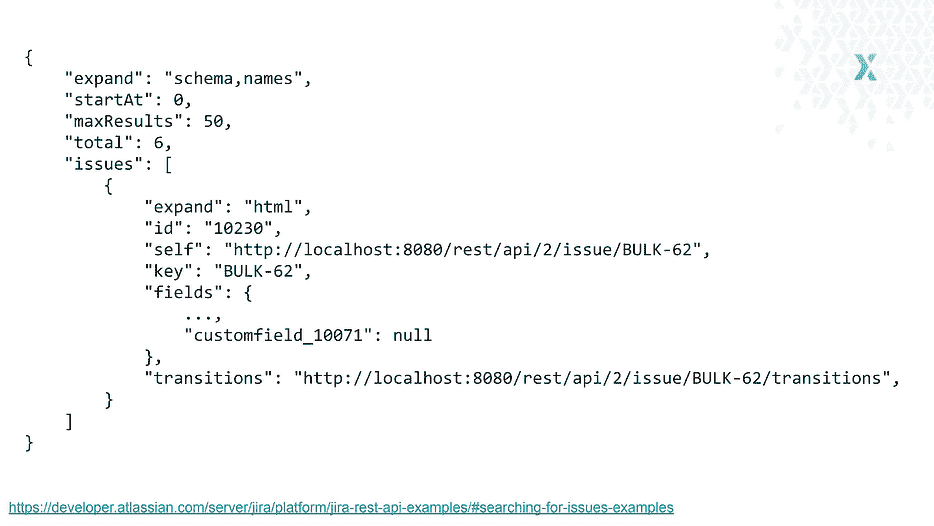 {
    "expand": "schema,names",
    "startAt": 0,
    "maxResults": 50,
    "total": 6,
    "issues": [
        {
            "expand": "html",
            "id": "10230",
            "self": "http://localhost:8080/rest/api/2/issue/BULK-62",
            "key": "BULK-62",
            "fields": {
                ...,
                "customfield_10071": null
            },
            "transitions": "http://localhost:8080/rest/api/2/issue/BULK-62/transitions",
        }
    ]
}
https://developer.atlassian.com/server/jira/platform/jira-rest-api-examples/#searching-for-issues-examples